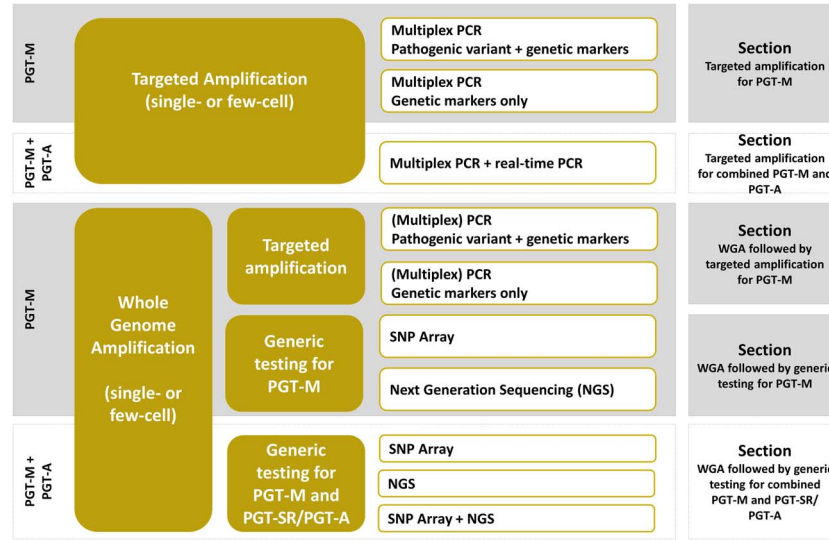 PGT-M
Targeted Amplification
(single- or few-cell)
Multiplex PCR
Pathogenic variant + genetic markers
Multiplex PCR
Genetic markers only
Section
Targeted amplification
for PGT-M
PGT-M +
PGT-A
Multiplex PCR + real-time PCR
Section
Targeted amplification
for combined PGT-M and
PGT-A
PGT-M
Whole
Genome
Amplification
(single- or
few-cell)
Targeted
amplification
(Multiplex) PCR
Pathogenic variant + genetic markers
(Multiplex) PCR
Genetic markers only
Section
WGA followed by
targeted amplification
for PGT-M
Generic
testing for
PGT-M
SNP Array
Next Generation Sequencing (NGS)
Section
WGA followed by generic
testing for PGT-M
PGT-M +
PGT-A
Generic
testing for
PGT-M and
PGT-SR/PGT-A
SNP Array
NGS
SNP Array + NGS
Section
WGA followed by generic
testing for combined
PGT-M and PGT-SR/
PGT-A